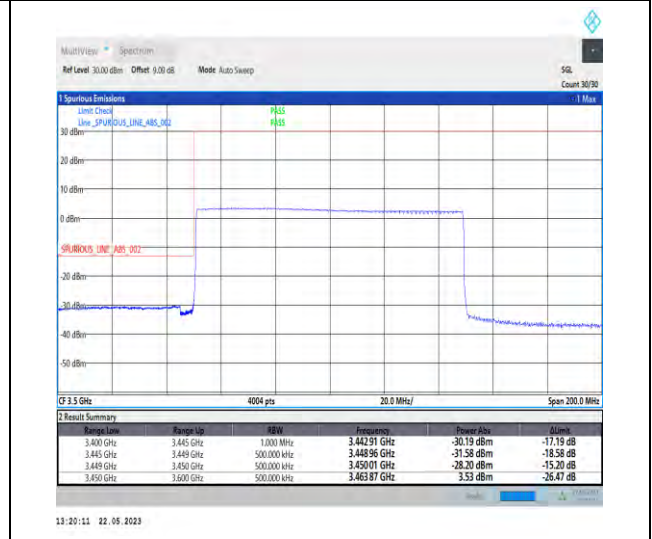 MultiView Spectrum
Ref Level 30.00 dBm Offset 9.00 dB Mode Auto Sweep SGL
Count 30/30
1 Spurious Emissions 1 Max
Limit Check PASS
Line _SPURIOUS_LINE_ABS_002 PASS
30 dBm
20 dBm
10 dBm
0 dBm
_SPURIOUS_LINE_ABS_002
-20 dBm
-30 dBm
-40 dBm
-50 dBm
CF 3.5 GHz 4004 pts 20.0 MHz/ Span 200.0 MHz
2 Result Summary
Range Low Range Up RBW Frequency Power Abs ΔLimit
3.400 GHz 3.445 GHz 1.000 MHz 3.44291 GHz -30.19 dBm -17.19 dB
3.445 GHz 3.449 GHz 500.000 kHz 3.44896 GHz -31.58 dBm -18.58 dB
3.449 GHz 3.450 GHz 500.000 kHz 3.45001 GHz -28.20 dBm -15.20 dB
3.450 GHz 3.600 GHz 500.000 kHz 3.46387 GHz 3.53 dBm -26.47 dB
13:20:11 22.05.2023